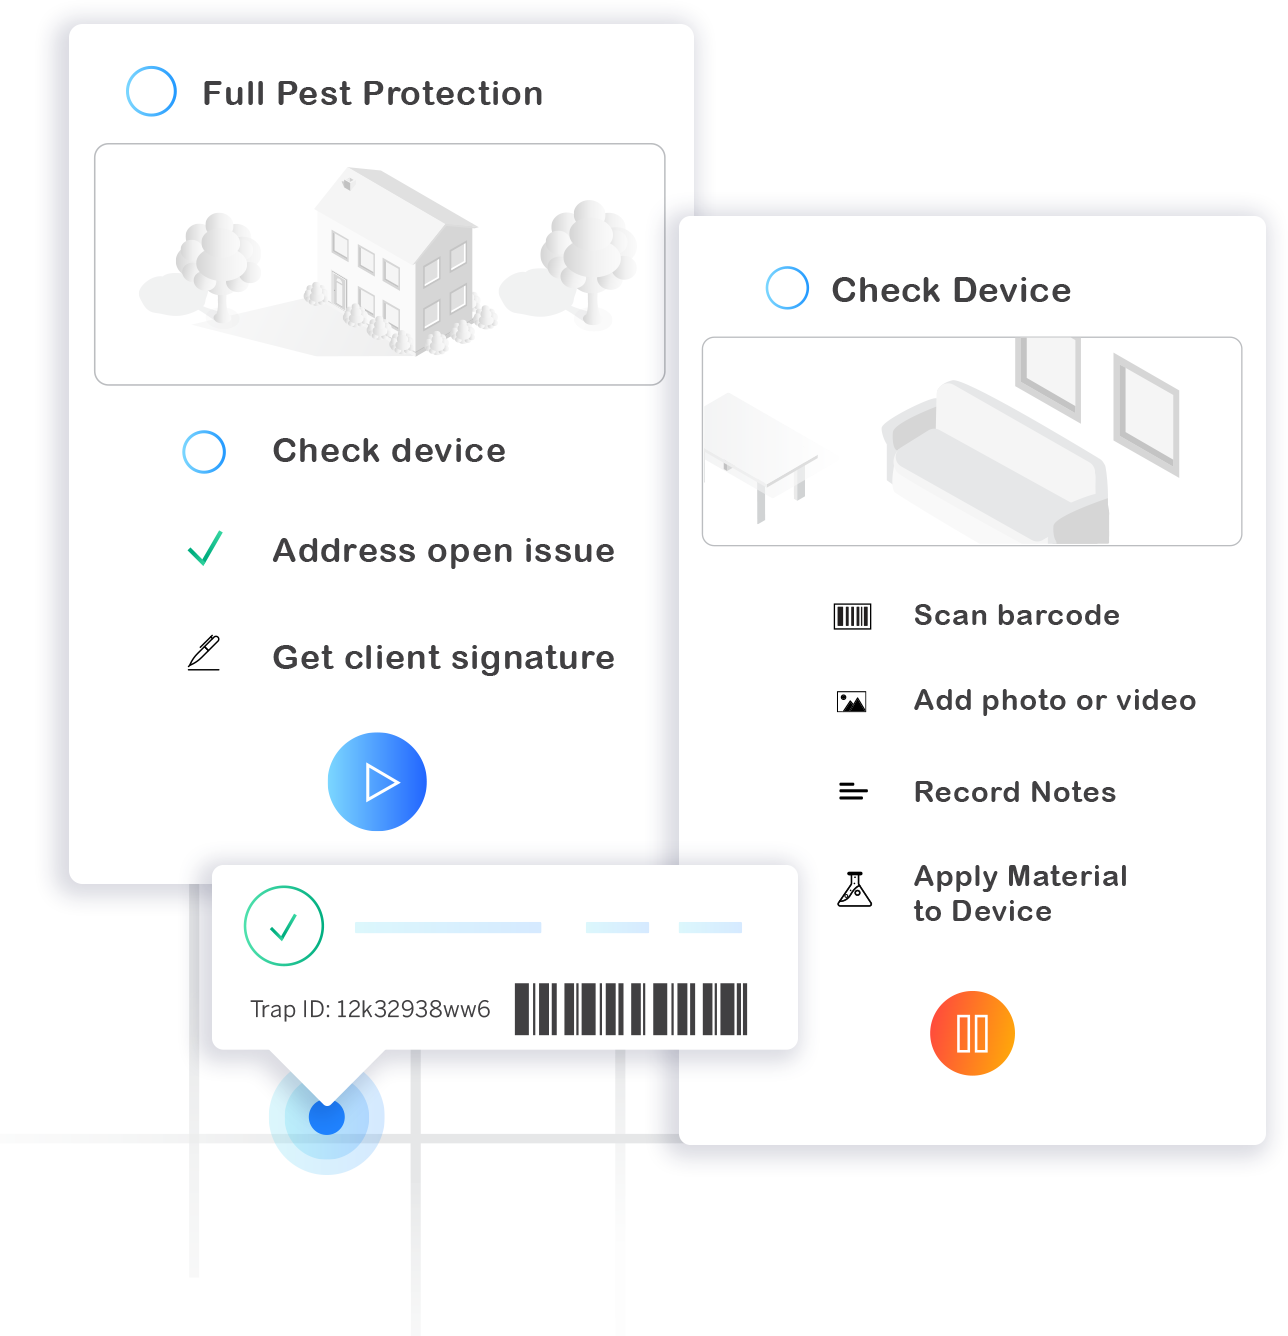 Full Pest Protection
Check device
Address open issue
Get client signature
Check Device
Scan barcode
Add photo or video
Record Notes
Apply Material
to Device
Trap ID: 12k32938ww6